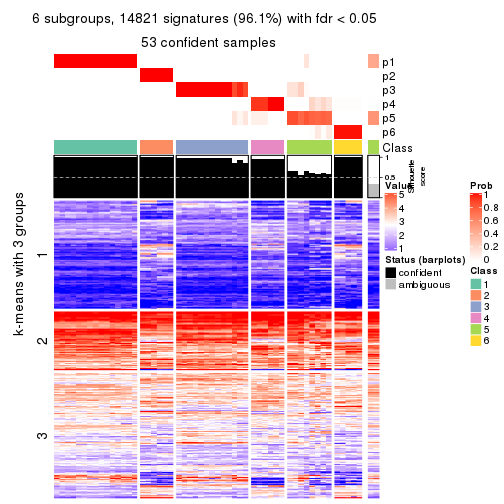 6 subgroups, 14821 signatures (96.1%) with fdr < 0.05
53 confident samples
p1
p2
p3
p4
p5
p6
Class
1
0.5
0
Silhouette
score
k-means with 3 groups
1
2
3
Value
5
4
3
2
1
Status (barplots)
confident
ambiguous
Prob
1
0.8
0.6
0.4
0.2
0
Class
1
2
3
4
5
6